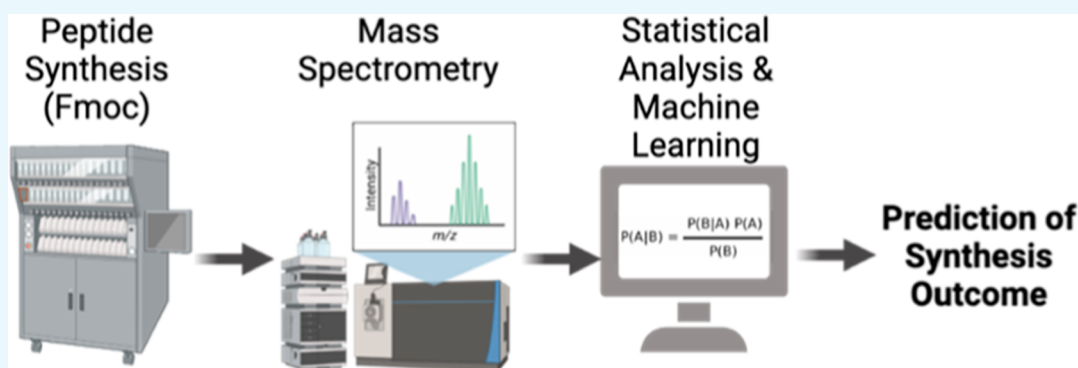 Peptide
Synthesis
(Fmoc)
Mass
Spectrometry
Intensity
m/z
Statistical
Analysis &
Machine
Learning
P(A|B) = P(B|A) P(A)
P(B)
Prediction of
Synthesis
Outcome